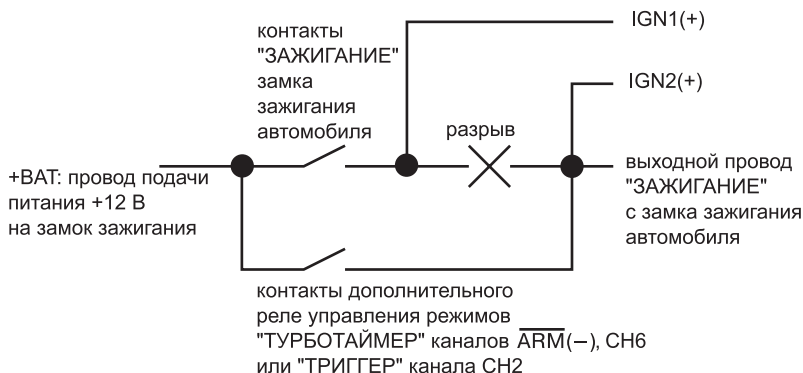 IGN1(+)
контакты
"ЗАЖИГАНИЕ"
замка
зажигания
автомобиля
IGN2(+)
разрыв
+BAT: провод подачи
питания +12 В
на замок зажигания
выходной провод
"ЗАЖИГАНИЕ"
с замка зажигания
автомобиля
контакты дополнительного
реле управления режимов
"ТУРБОТАЙМЕР" каналов A̅R̅M̅(−), CH6
или "ТРИГГЕР" канала CH2